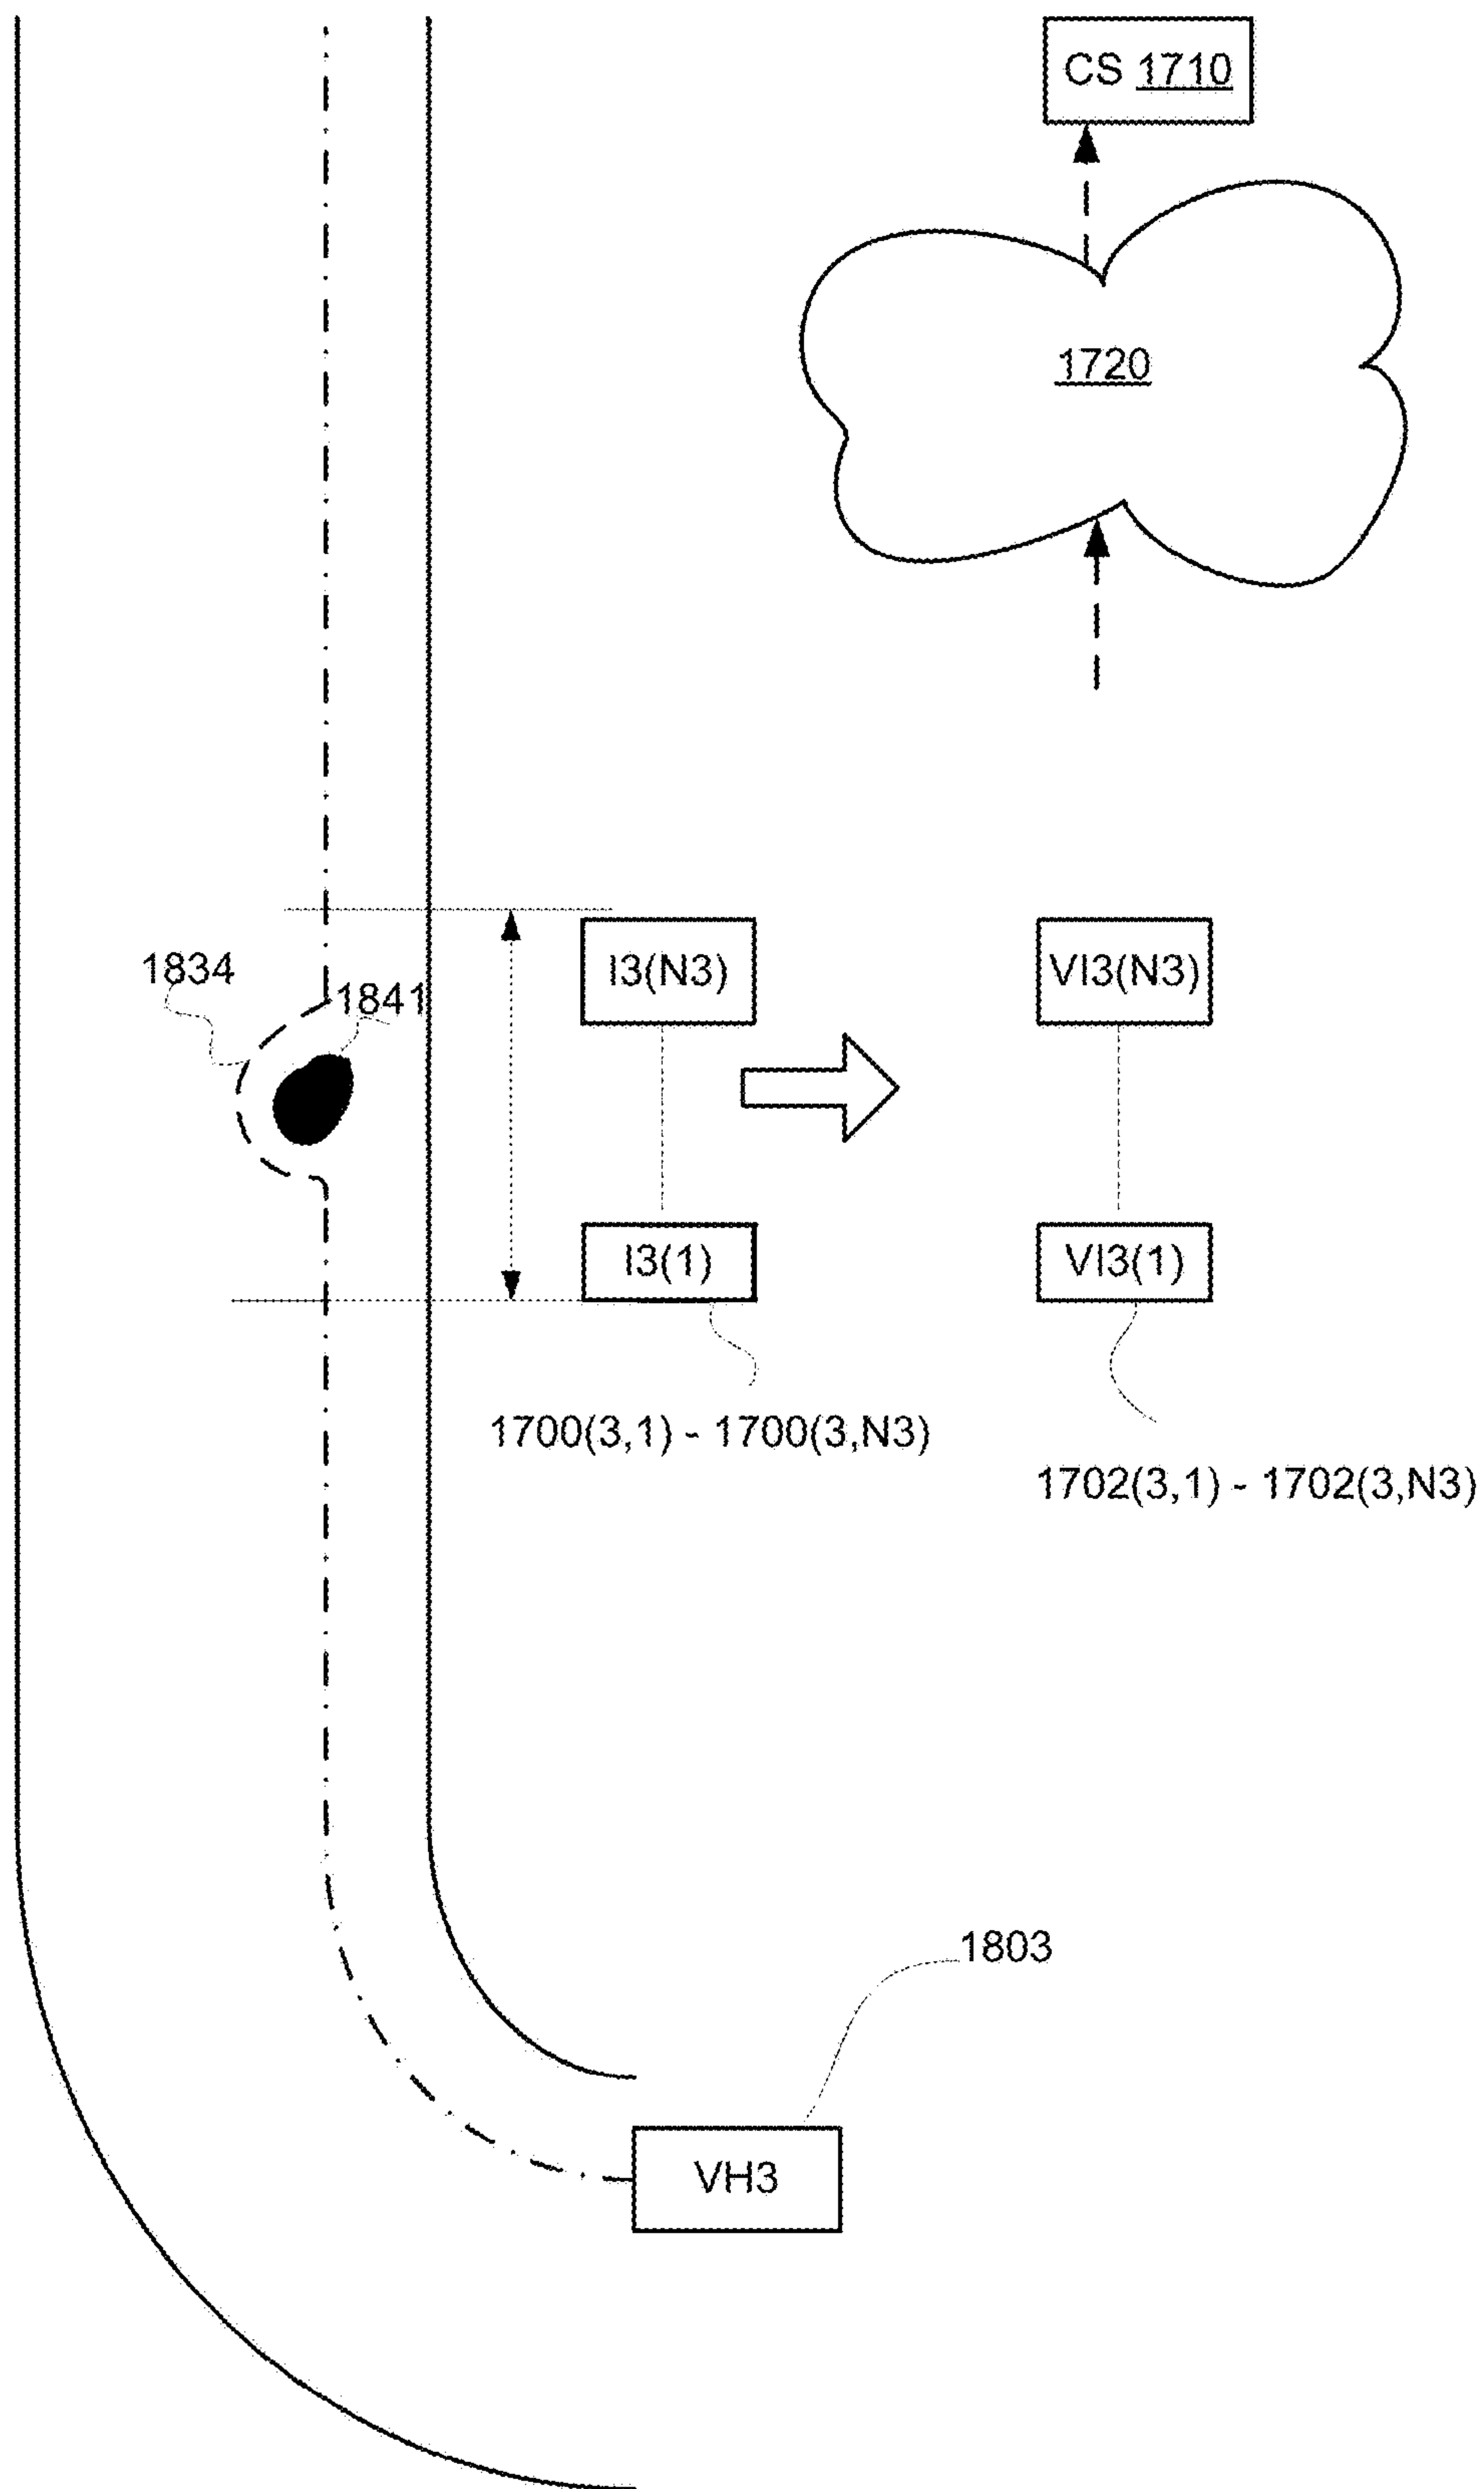 CS 1710
1720
1834
1841
I3(N3)
VI3(N3)
I3(1)
VI3(1)
1700(3,1) - 1700(3,N3)
1702(3,1) - 1702(3,N3)
1803
VH3